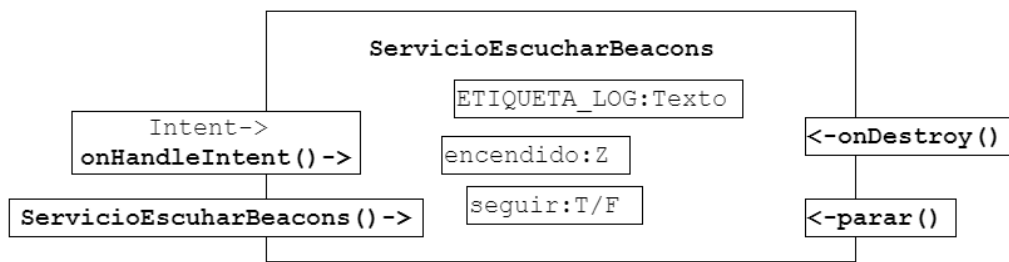 ServicioEscucharBeacons
ETIQUETA_LOG:Texto
Intent->
onHandleIntent()->
<-onDestroy()
encendido:Z
seguir:T/F
ServicioEscuharBeacons()->
<-parar()